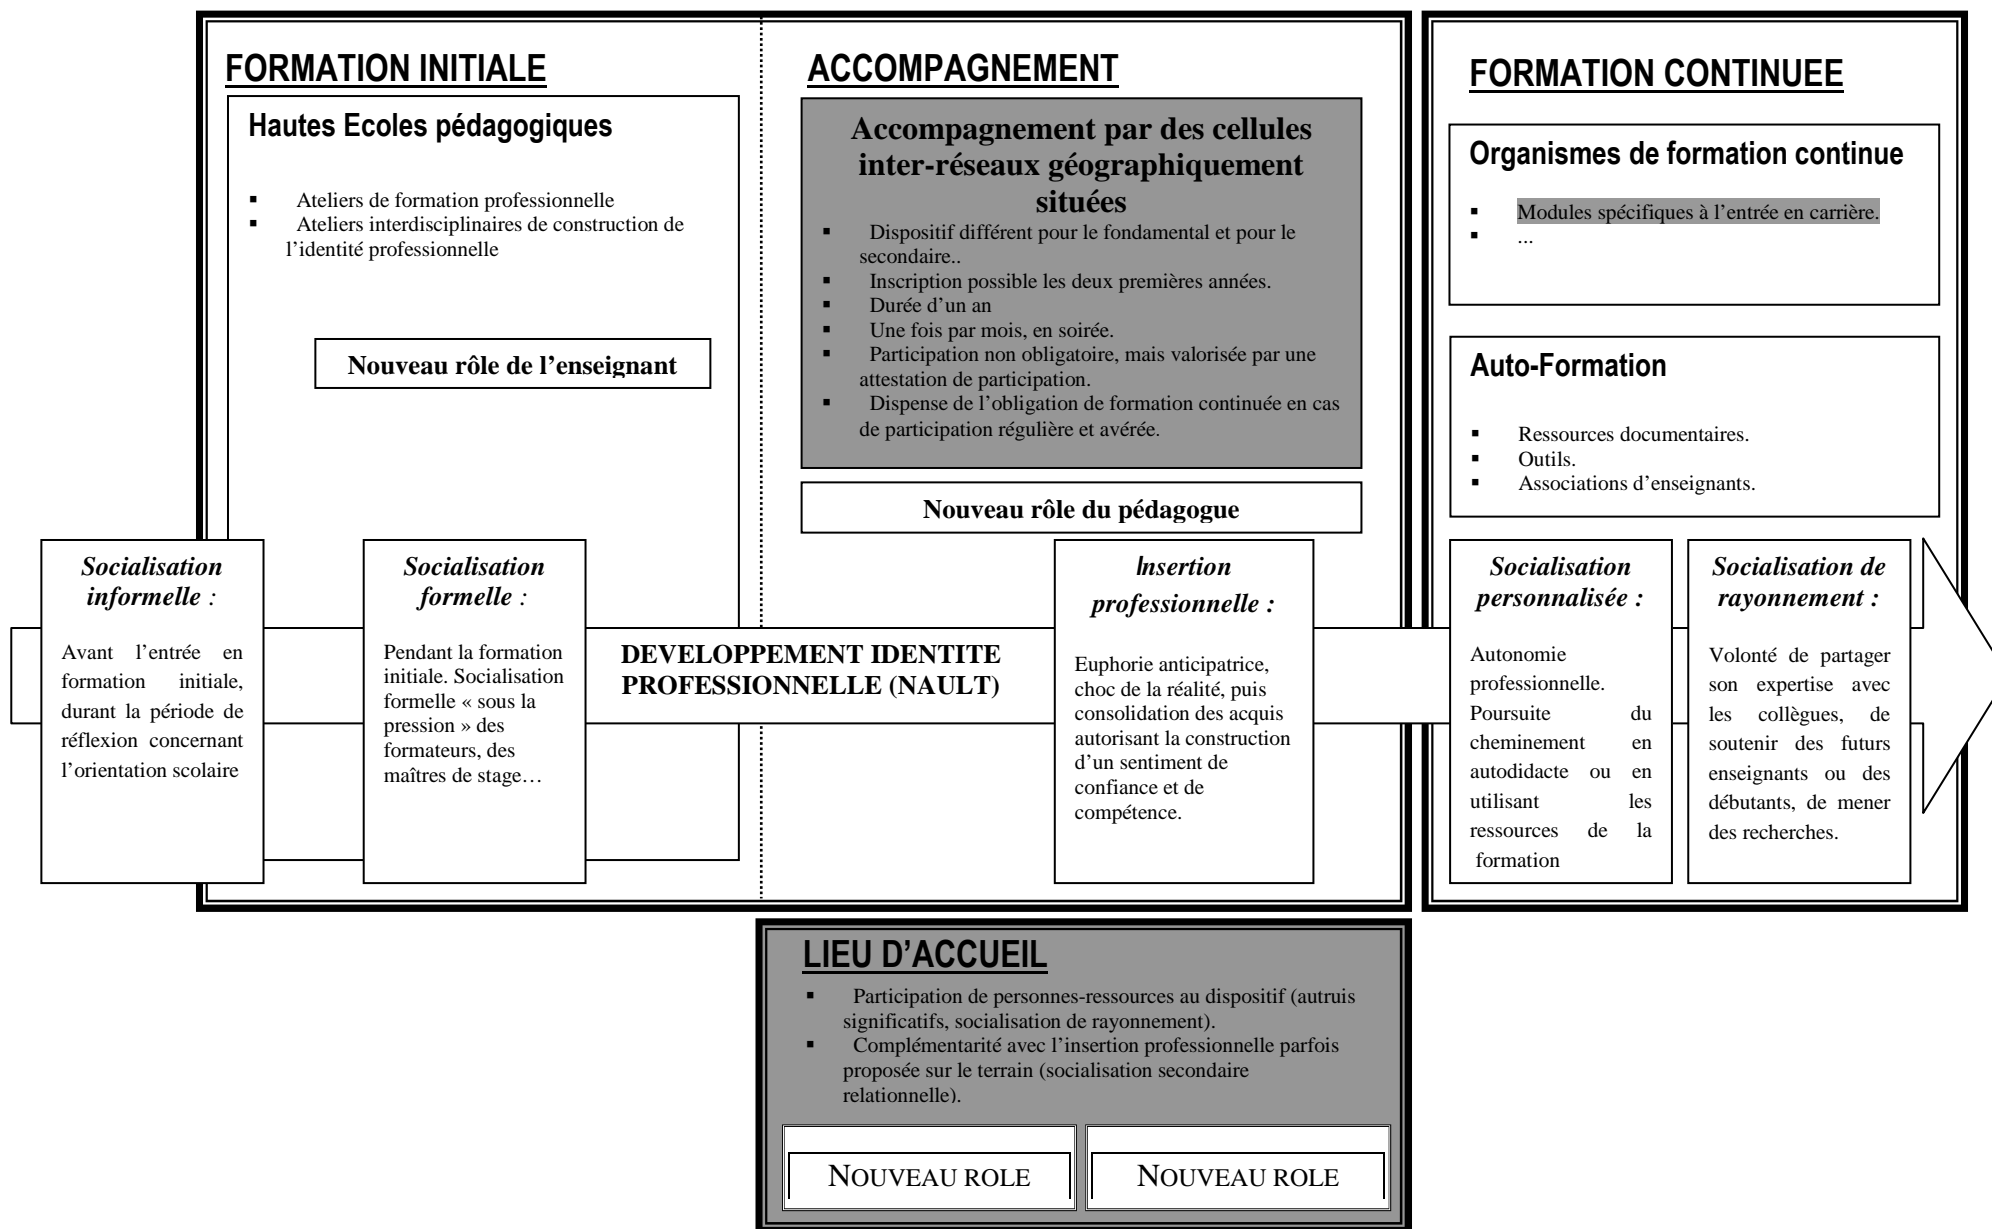 FORMATION INITIALE
Hautes Ecoles pédagogiques
▪ Ateliers de formation professionnelle
▪ Ateliers interdisciplinaires de construction de
l’identité professionnelle
Nouveau rôle de l’enseignant
ACCOMPAGNEMENT
Accompagnement par des cellules
inter-réseaux géographiquement
situées
▪ Dispositif différent pour le fondamental et pour le
secondaire..
▪ Inscription possible les deux premières années.
▪ Durée d’un an
▪ Une fois par mois, en soirée.
▪ Participation non obligatoire, mais valorisée par une
attestation de participation.
▪ Dispense de l’obligation de formation continuée en cas
de participation régulière et avérée.
Nouveau rôle du pédagogue
FORMATION CONTINUEE
Organismes de formation continue
▪ Modules spécifiques à l’entrée en carrière.
▪ ...
Auto-Formation
▪ Ressources documentaires.
▪ Outils.
▪ Associations d’enseignants.
Socialisation
informelle :
Avant l’entrée en
formation initiale,
durant la période de
réflexion concernant
l’orientation scolaire
Socialisation
formelle :
Pendant la formation
initiale. Socialisation
formelle « sous la
pression » des
formateurs, des
maîtres de stage…
DEVELOPPEMENT IDENTITE
PROFESSIONNELLE (NAULT)
Insertion
professionnelle :
Euphorie anticipatrice,
choc de la réalité, puis
consolidation des acquis
autorisant la construction
d’un sentiment de
confiance et de
compétence.
Socialisation
personnalisée :
Autonomie
professionnelle.
Poursuite du
cheminement en
autodidacte ou en
utilisant les
ressources de la
formation
Socialisation de
rayonnement :
Volonté de partager
son expertise avec
les collègues, de
soutenir des futurs
enseignants ou des
débutants, de mener
des recherches.
LIEU D’ACCUEIL
▪ Participation de personnes-ressources au dispositif (autruis
significatifs, socialisation de rayonnement).
▪ Complémentarité avec l’insertion professionnelle parfois
proposée sur le terrain (socialisation secondaire
relationnelle).
NOUVEAU ROLE
NOUVEAU ROLE